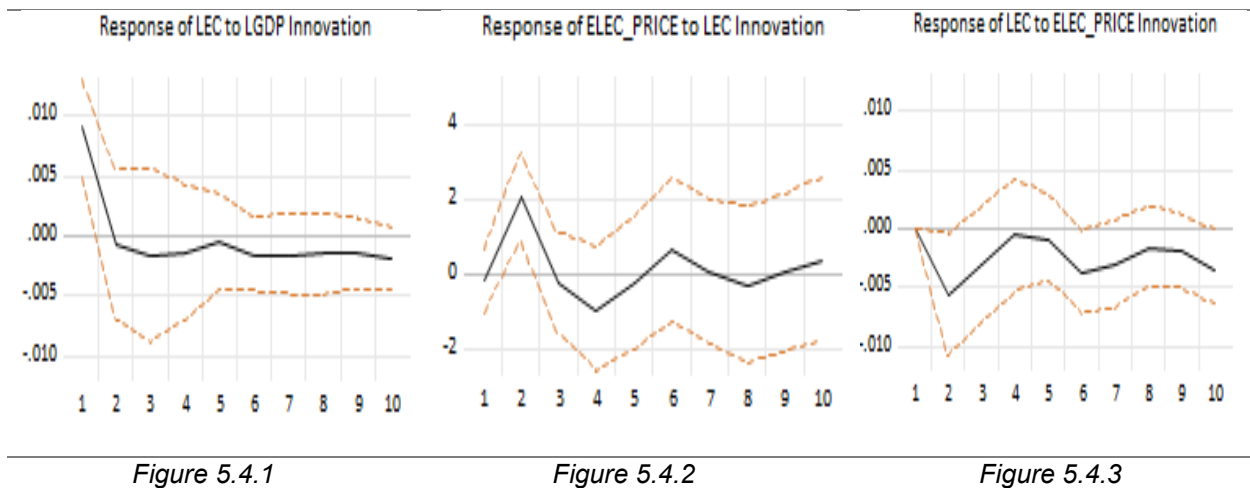 Response of LEC to LGDP Innovation
.010
.005
.000
-.005
-.010
1 2 3 4 5 6 7 8 9 10
Figure 5.4.1
Response of ELEC_PRICE to LEC Innovation
4
2
0
-2
1 2 3 4 5 6 7 8 9 10
Figure 5.4.2
Response of LEC to ELEC_PRICE Innovation
.010
.005
.000
-.005
-.010
1 2 3 4 5 6 7 8 9 10
Figure 5.4.3